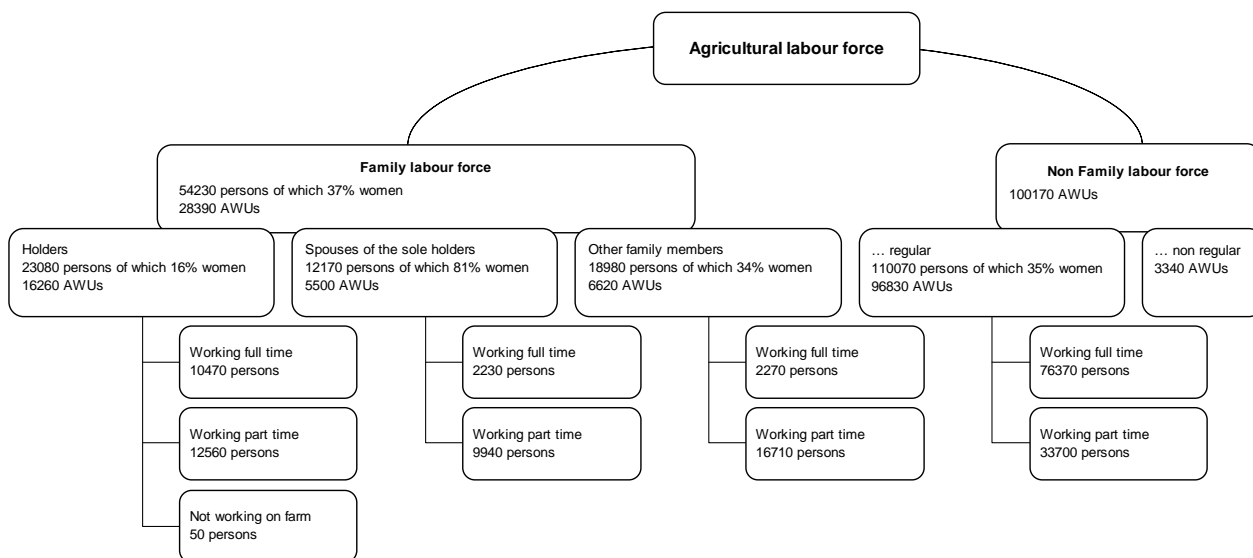 Agricultural labour force
Family labour force
54230 persons of which 37% women
28390 AWUs
Non Family labour force
100170 AWUs
Holders
23080 persons of which 16% women
16260 AWUs
Spouses of the sole holders
12170 persons of which 81% women
5500 AWUs
Other family members
18980 persons of which 34% women
6620 AWUs
... regular
110070 persons of which 35% women
96830 AWUs
... non regular
3340 AWUs
Working full time
10470 persons
Working full time
2230 persons
Working full time
2270 persons
Working full time
76370 persons
Working part time
12560 persons
Working part time
9940 persons
Working part time
16710 persons
Working part time
33700 persons
Not working on farm
50 persons